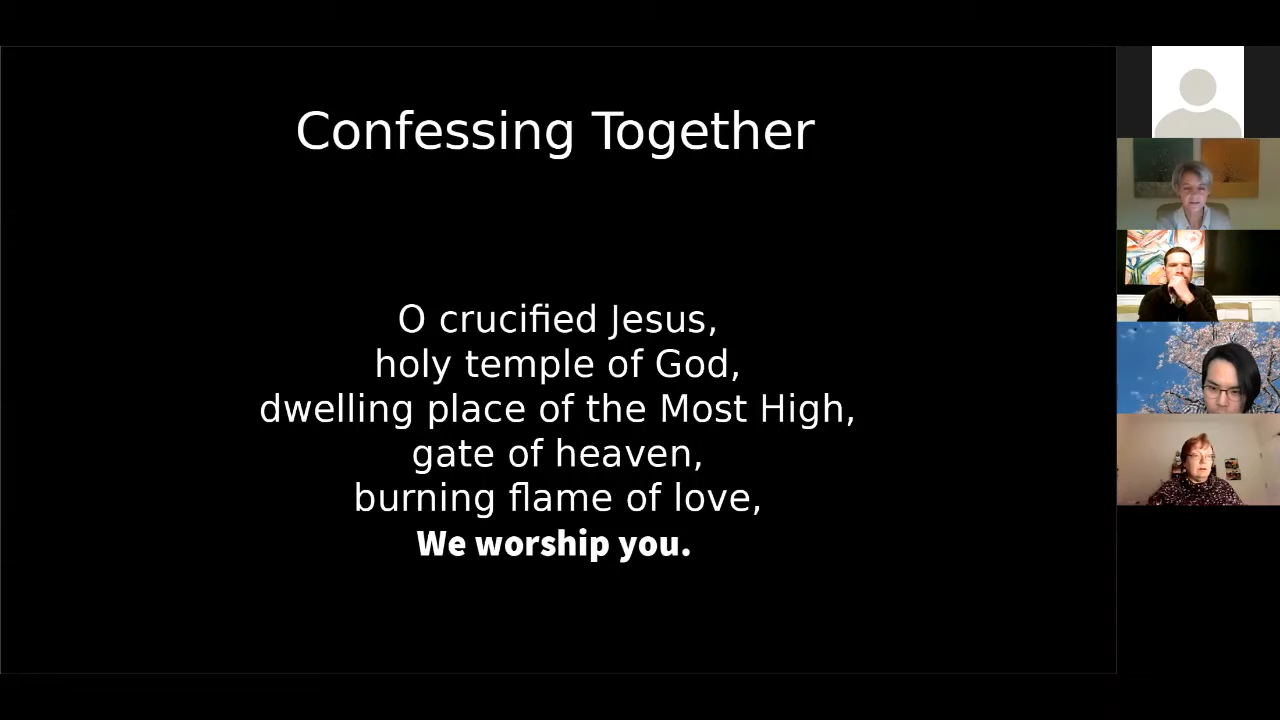 Confessing Together
O crucified Jesus,
holy temple of God,
dwelling place of the Most High,
gate of heaven,
burning flame of love,
We worship you.